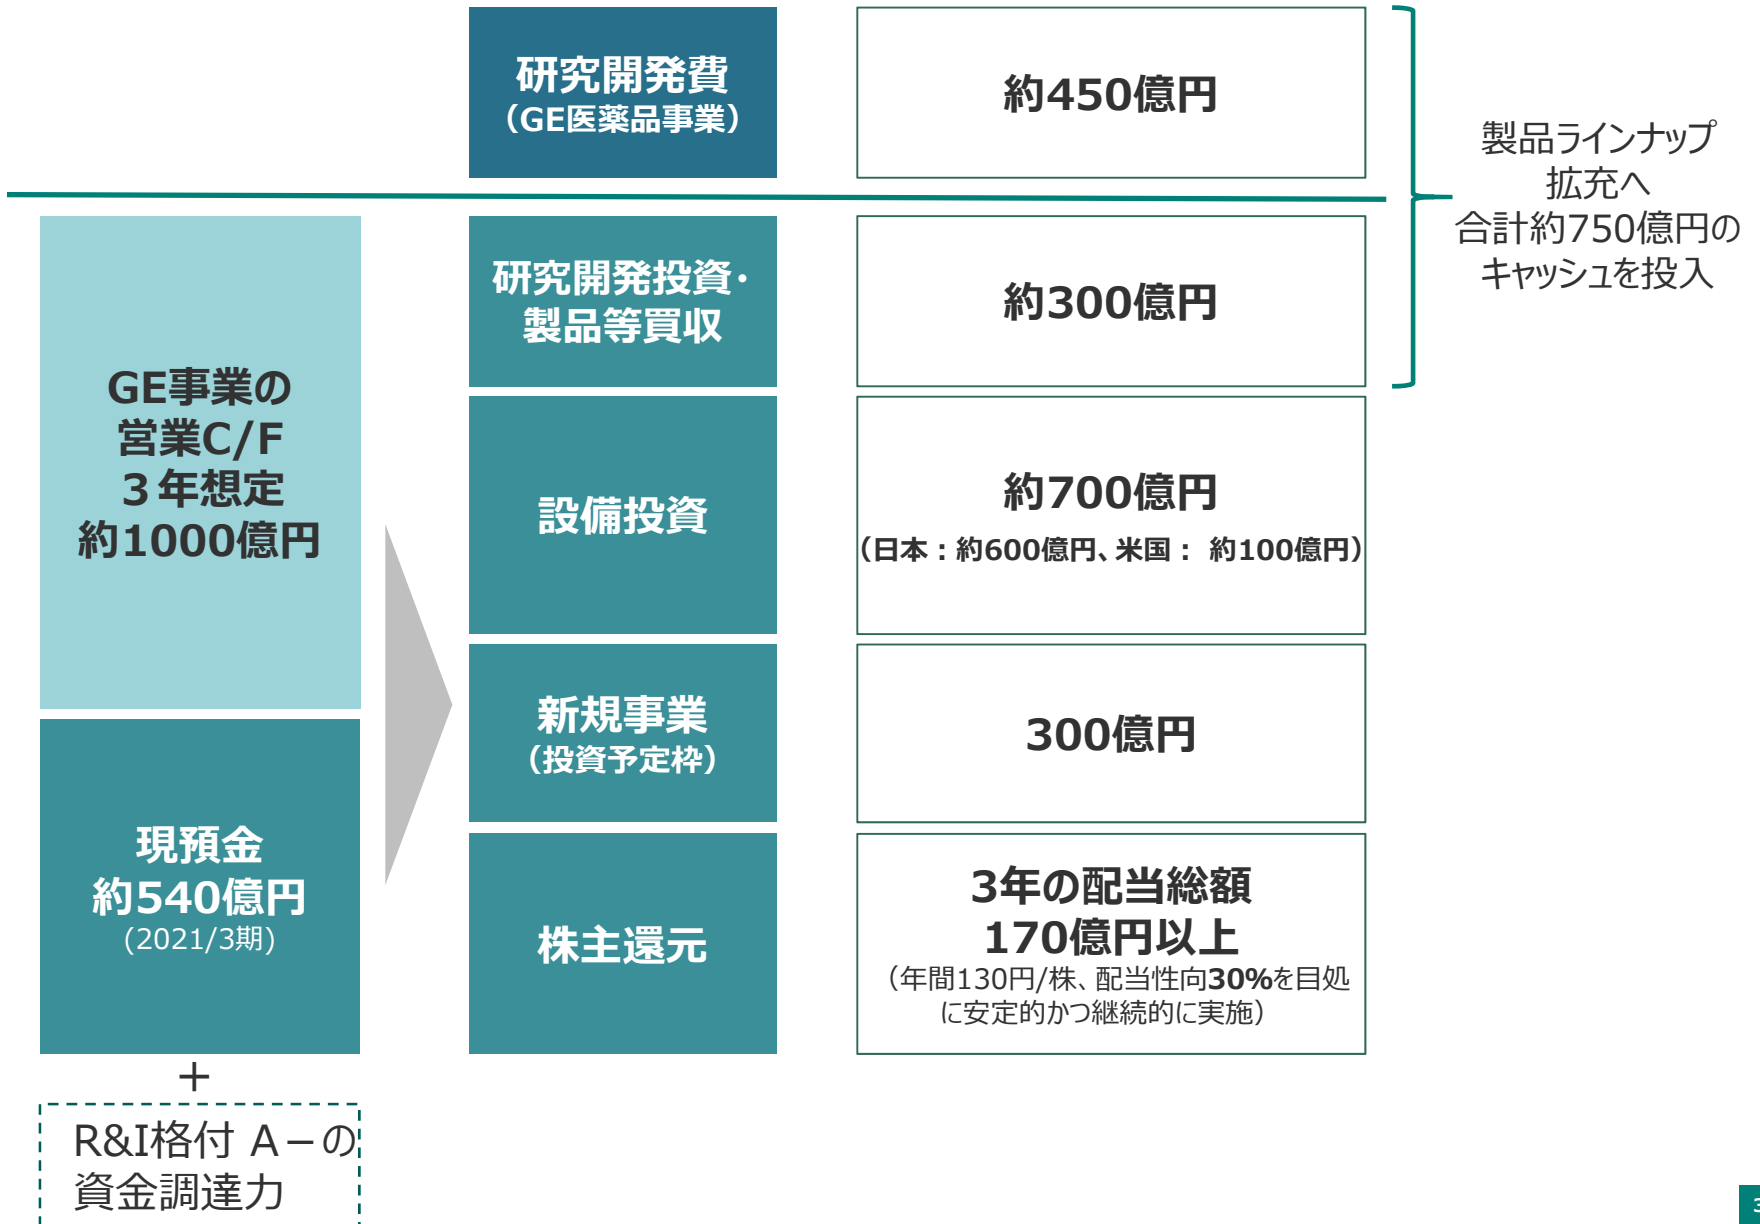 研究開発費
（GE医薬品事業）
約450億円
製品ラインナップ
拡充へ
合計約750億円の
キャッシュを投入
GE事業の
営業C/F
３年想定
約1000億円
現預金
約540億円
(2021/3期)
＋
R&I格付 A－の
資金調達力
研究開発投資・
製品等買収
約300億円
設備投資
約700億円
（日本：約600億円、米国： 約100億円）
新規事業
（投資予定枠）
300億円
株主還元
3年の配当総額
170億円以上
（年間130円/株、配当性向30%を目処
に安定的かつ継続的に実施）